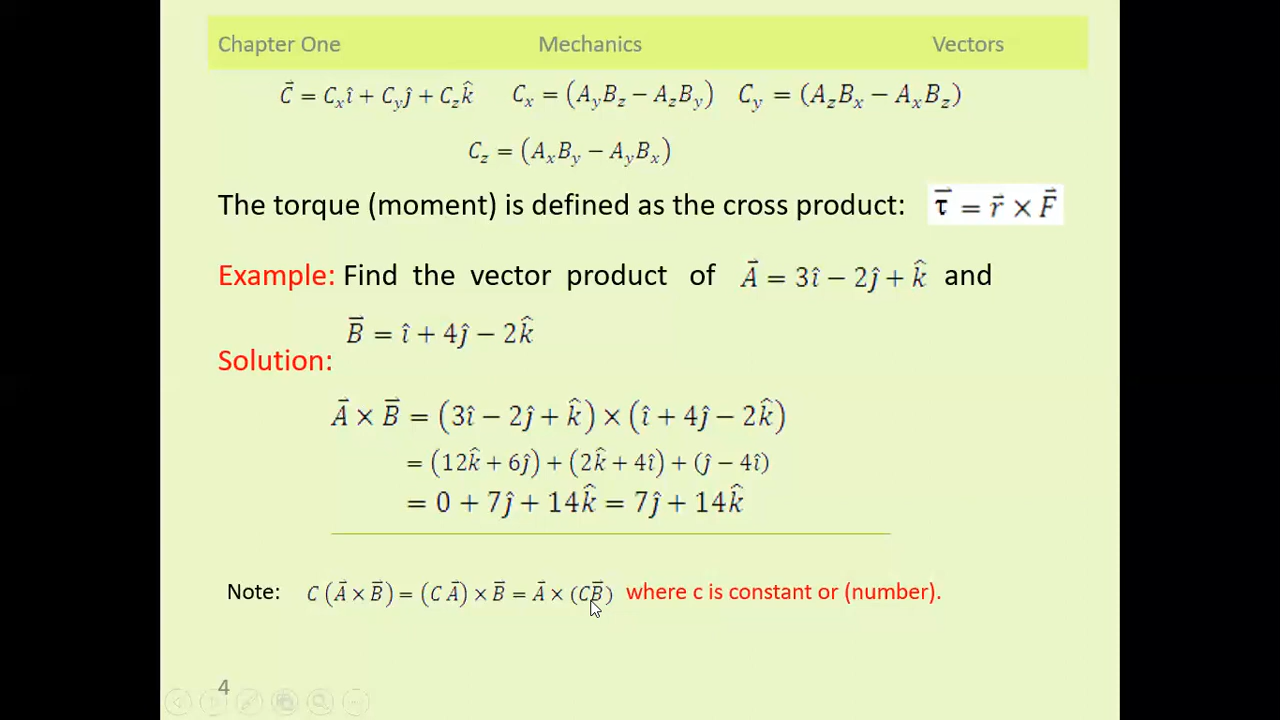 Chapter One Mechanics Vectors
C⃗ = Cₓî + C_yĵ + C_zk̂ Cₓ = (A_yB_z − A_zB_y) C_y = (A_zBₓ − AₓB_z)
C_z = (AₓB_y − A_yBₓ)
The torque (moment) is defined as the cross product: τ⃗ = r⃗ × F⃗
Example: Find the vector product of A⃗ = 3î − 2ĵ + k̂ and
B⃗ = î + 4ĵ − 2k̂
Solution:
A⃗ × B⃗ = (3î − 2ĵ + k̂) × (î + 4ĵ − 2k̂)
= (12k̂ + 6ĵ) + (2k̂ + 4î) + (ĵ − 4î)
= 0 + 7ĵ + 14k̂ = 7ĵ + 14k̂
Note: C (A⃗ × B⃗) = (C A⃗) × B⃗ = A⃗ × (CB⃗) where c is constant or (number).
4